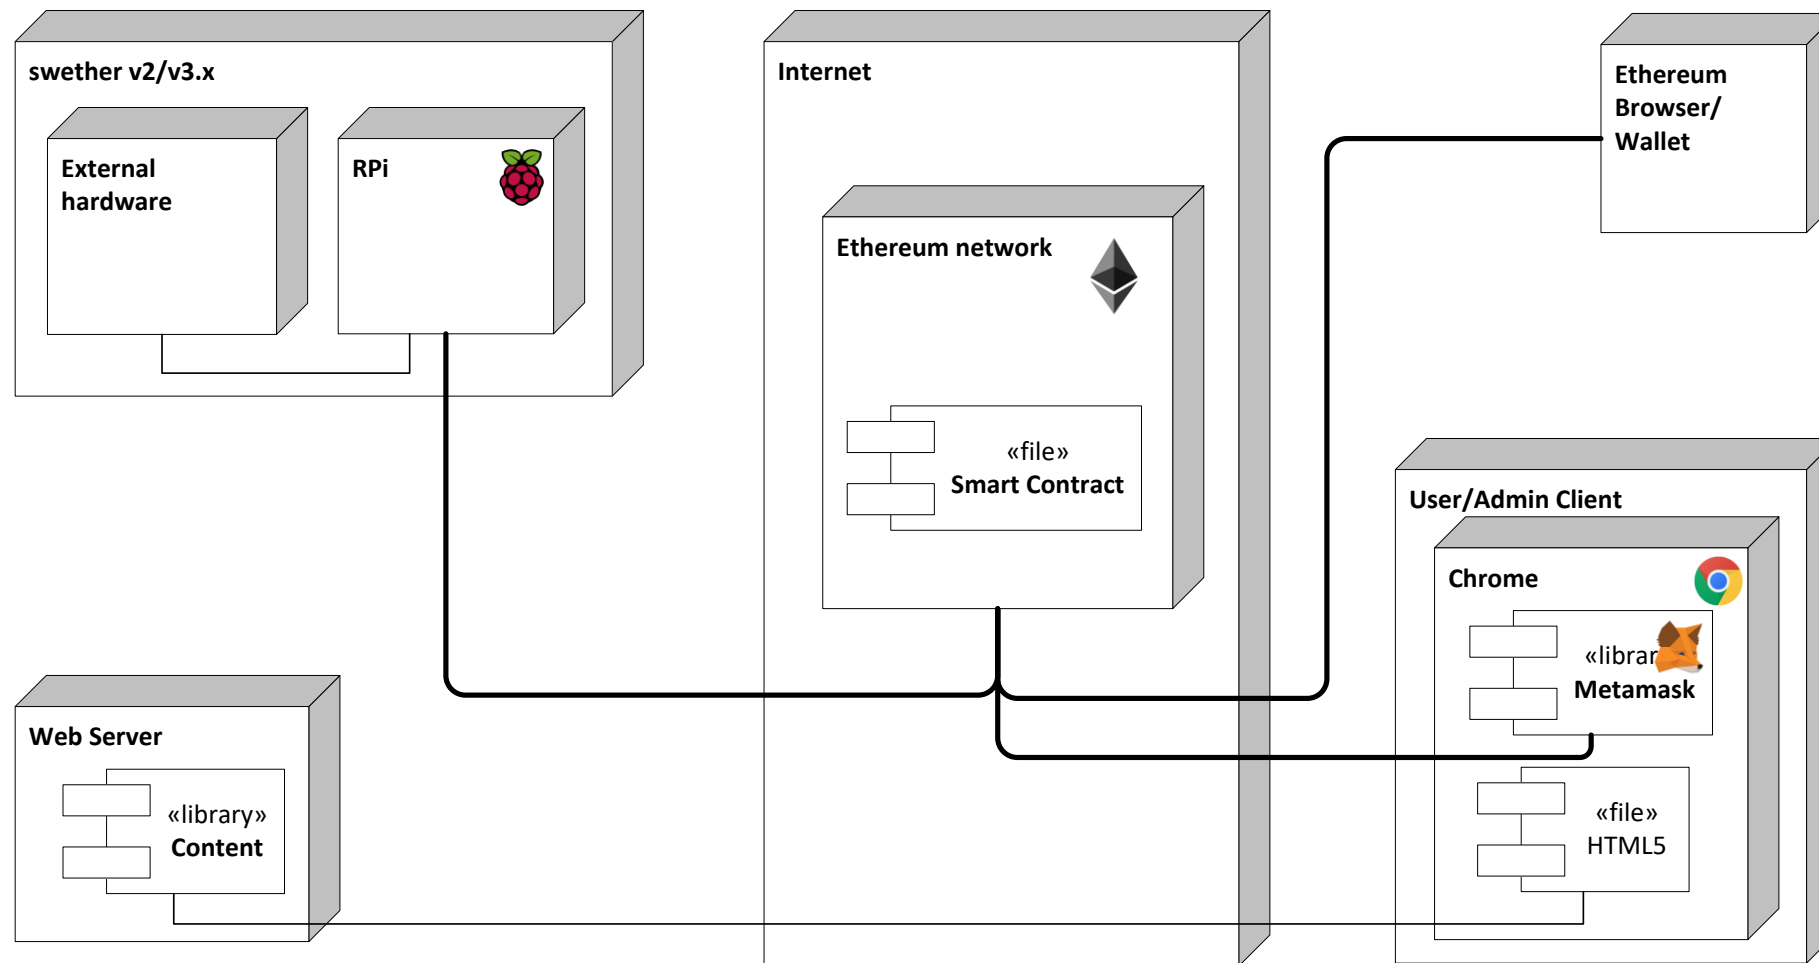 swether v2/v3.x
External
hardware
RPi
Internet
Ethereum network
«file»
Smart Contract
Ethereum
Browser/
Wallet
User/Admin Client
Chrome
«librar
Metamask
«file»
HTML5
Web Server
«library»
Content